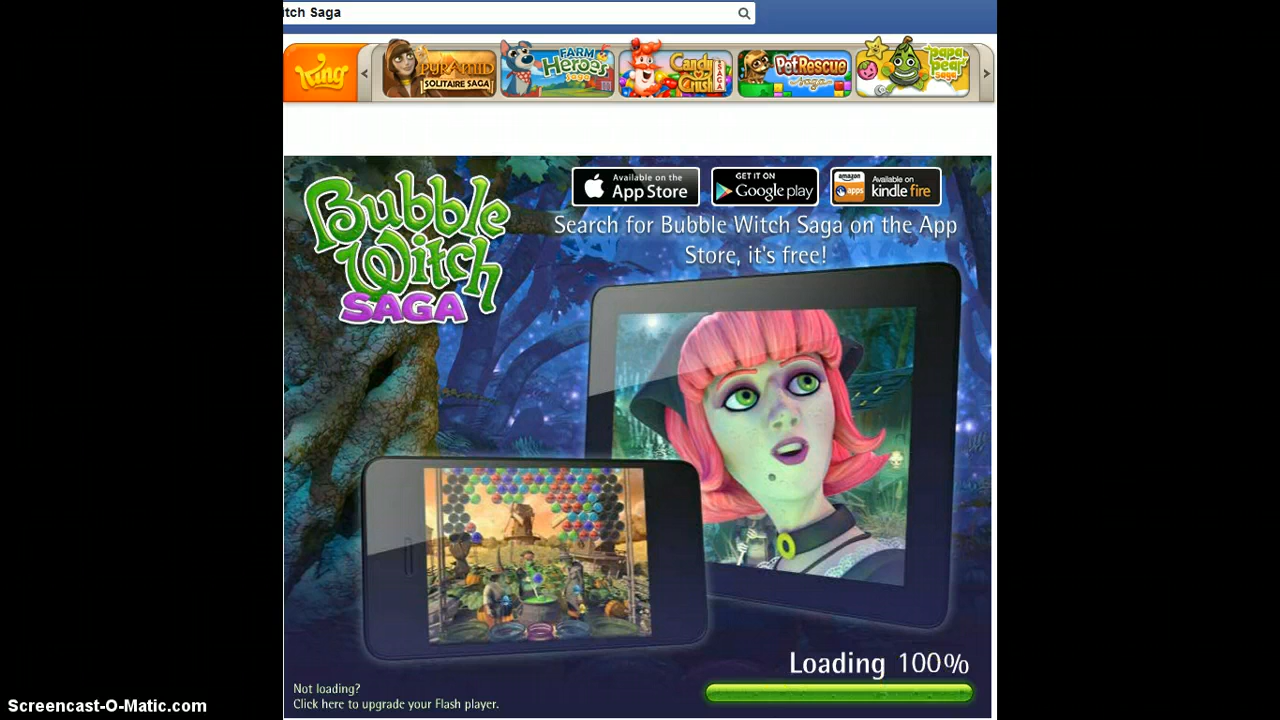 itch Saga
King
<
PYRAMID
SOLITAIRE SAGA
FARM
Heroes
saga
Candy
Crush
SAGA
PetRescue
saga
papa
pear
saga
>
Bubble
Witch
SAGA
Available on the
App Store
GET IT ON
Google play
amazon
apps
Available on
kindle fire
Search for Bubble Witch Saga on the App
Store, it's free!
Loading 100%
Not loading?
Click here to upgrade your Flash player.
Screencast-O-Matic.com